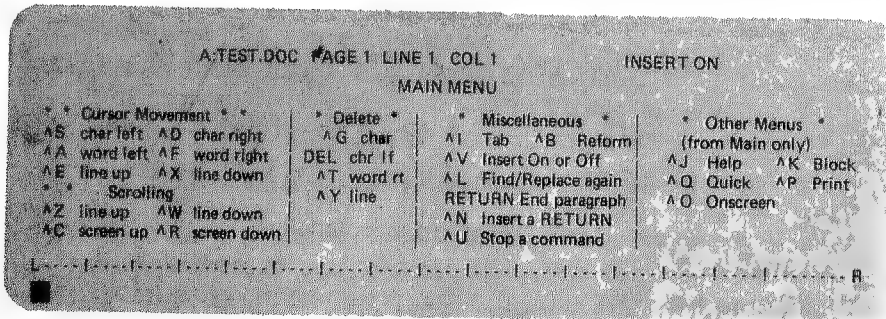 A:TEST.DOC PAGE 1 LINE 1 COL 1 INSERT ON
MAIN MENU
* * Cursor Movement * *
^S char left ^D char right
^A word left ^F word right
^E line up ^X line down
* * Scrolling
^Z line up ^W line down
^C screen up ^R screen down
* Delete *
^G char
DEL chr lf
^T word rt
^Y line
* Miscellaneous *
^I Tab ^B Reform
^V Insert On or Off
^L Find/Replace again
RETURN End paragraph
^N Insert a RETURN
^U Stop a command
* Other Menus *
(from Main only)
^J Help ^K Block
^Q Quick ^P Print
^O Onscreen
L----!----!----!----!----!----!----!----!----!----!----!--------R